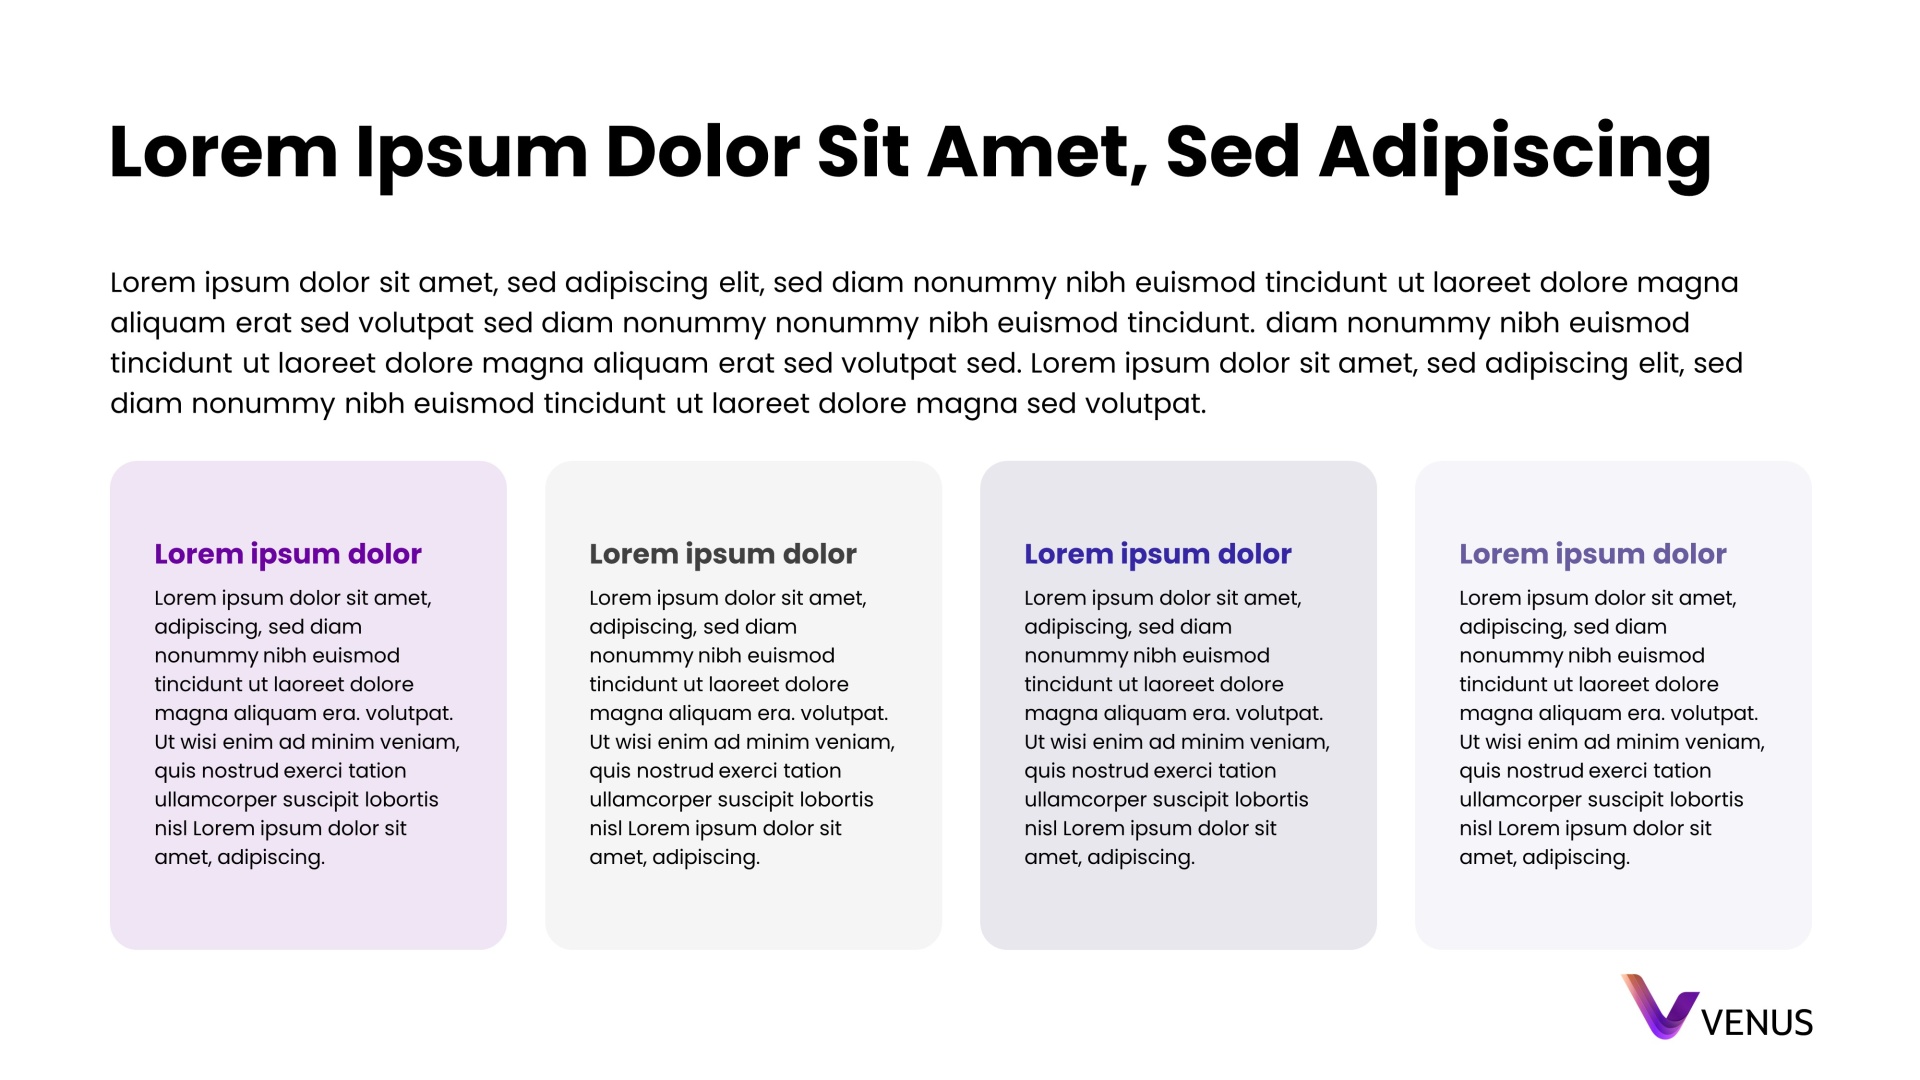 Lorem Ipsum Dolor Sit Amet, Sed Adipiscing
Lorem ipsum dolor sit amet, sed adipiscing elit, sed diam nonummy nibh euismod tincidunt ut laoreet dolore magna
aliquam erat sed volutpat sed diam nonummy nonummy nibh euismod tincidunt. diam nonummy nibh euismod
tincidunt ut laoreet dolore magna aliquam erat sed volutpat sed. Lorem ipsum dolor sit amet, sed adipiscing elit, sed
diam nonummy nibh euismod tincidunt ut laoreet dolore magna sed volutpat.
Lorem ipsum dolor
Lorem ipsum dolor sit amet,
adipiscing, sed diam
nonummy nibh euismod
tincidunt ut laoreet dolore
magna aliquam era. volutpat.
Ut wisi enim ad minim veniam,
quis nostrud exerci tation
ullamcorper suscipit lobortis
nisl Lorem ipsum dolor sit
amet, adipiscing.
Lorem ipsum dolor
Lorem ipsum dolor sit amet,
adipiscing, sed diam
nonummy nibh euismod
tincidunt ut laoreet dolore
magna aliquam era. volutpat.
Ut wisi enim ad minim veniam,
quis nostrud exerci tation
ullamcorper suscipit lobortis
nisl Lorem ipsum dolor sit
amet, adipiscing.
Lorem ipsum dolor
Lorem ipsum dolor sit amet,
adipiscing, sed diam
nonummy nibh euismod
tincidunt ut laoreet dolore
magna aliquam era. volutpat.
Ut wisi enim ad minim veniam,
quis nostrud exerci tation
ullamcorper suscipit lobortis
nisl Lorem ipsum dolor sit
amet, adipiscing.
Lorem ipsum dolor
Lorem ipsum dolor sit amet,
adipiscing, sed diam
nonummy nibh euismod
tincidunt ut laoreet dolore
magna aliquam era. volutpat.
Ut wisi enim ad minim veniam,
quis nostrud exerci tation
ullamcorper suscipit lobortis
nisl Lorem ipsum dolor sit
amet, adipiscing.
VENUS